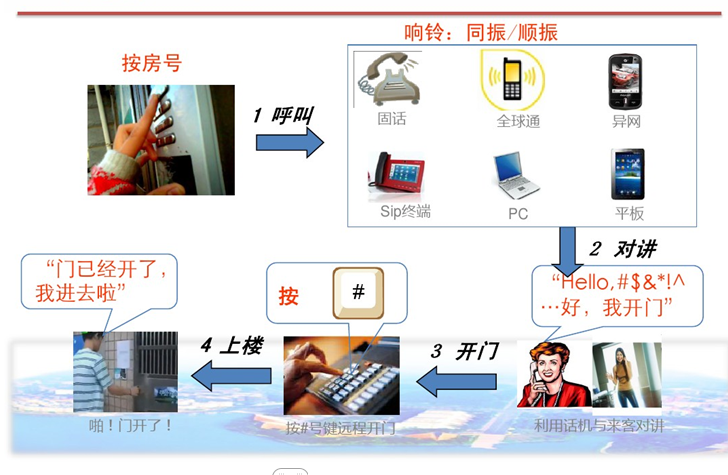 响铃：同振/顺振
按房号
1 呼叫
固话
全球通
异网
Sip终端
PC
平板
2 对讲
“Hello,#$&*!^
…好，我开门”
利用话机与来客对讲
3 开门
按 #
按#号键远程开门
4 上楼
“门已经开了，
我进去啦”
啪！门开了！